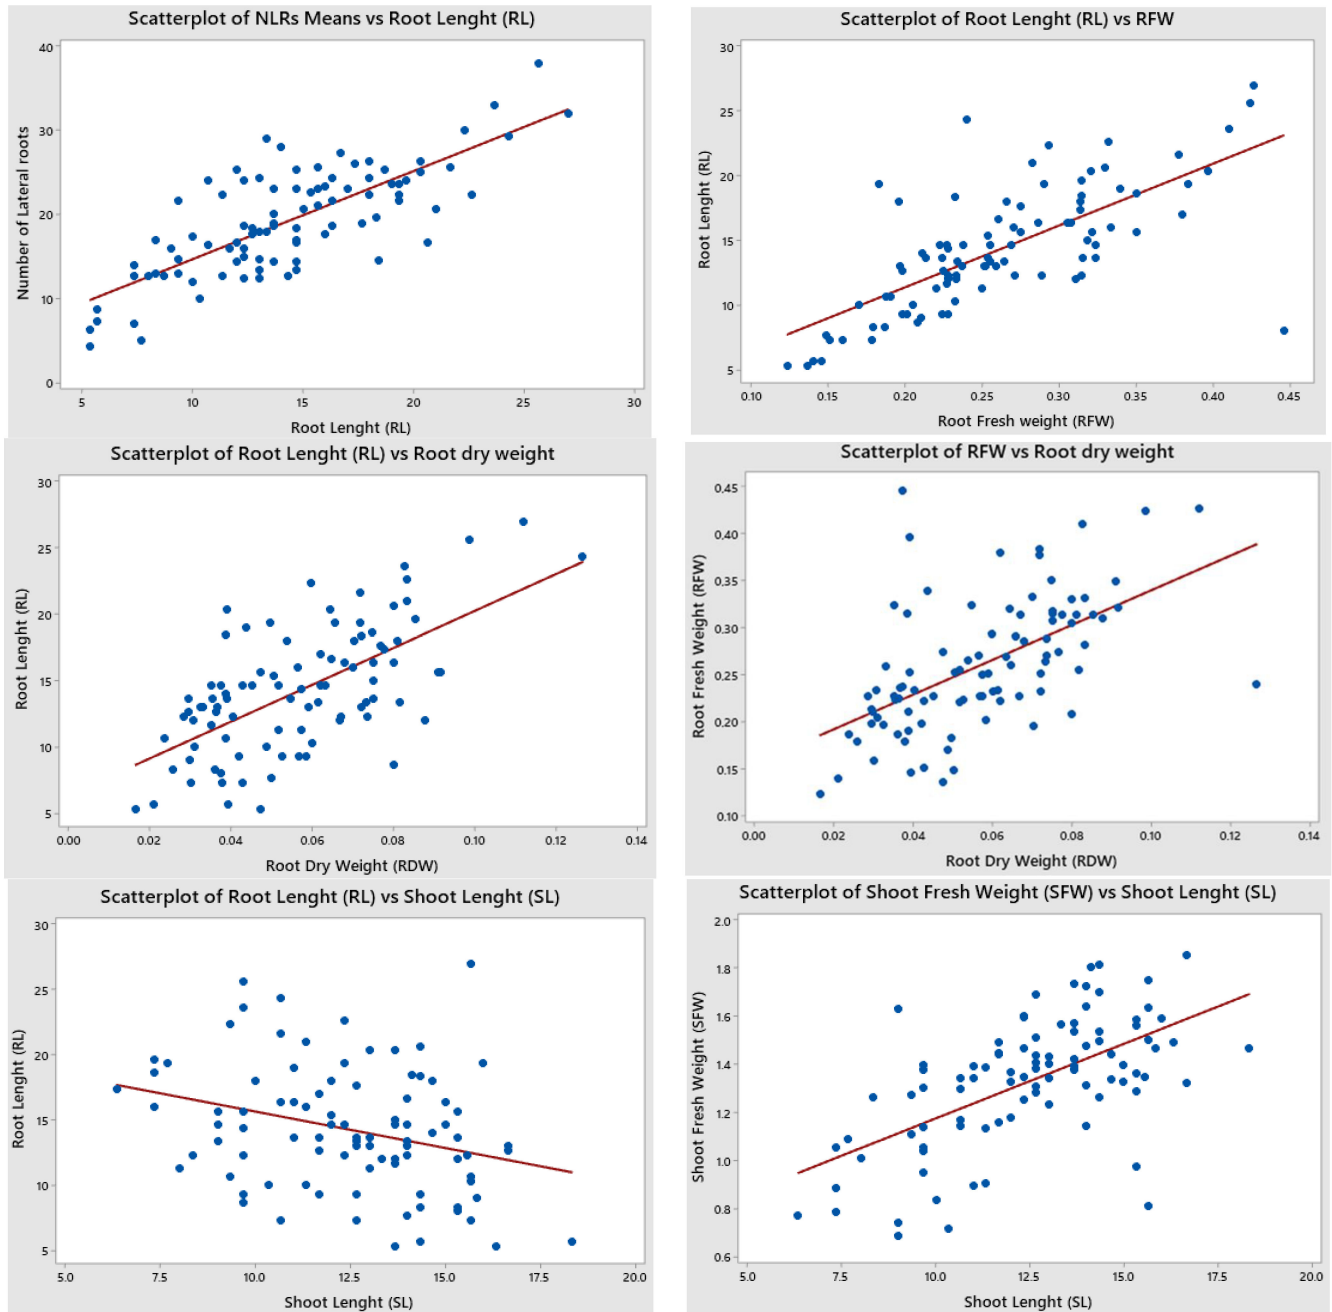 Scatterplot of NLRs Means vs Root Lenght (RL)
Number of Lateral roots
40
30
20
10
0
5 10 15 20 25 30
Root Lenght (RL)
Scatterplot of Root Lenght (RL) vs RFW
Root Lenght (RL)
30
25
20
15
10
5
0.10 0.15 0.20 0.25 0.30 0.35 0.40 0.45
Root Fresh weight (RFW)
Scatterplot of Root Lenght (RL) vs Root dry weight
Root Lenght (RL)
30
25
20
15
10
5
0.00 0.02 0.04 0.06 0.08 0.10 0.12 0.14
Root Dry Weight (RDW)
Scatterplot of RFW vs Root dry weight
Root Fresh Weight (RFW)
0.45
0.40
0.35
0.30
0.25
0.20
0.15
0.10
0.00 0.02 0.04 0.06 0.08 0.10 0.12 0.14
Root Dry Weight (RDW)
Scatterplot of Root Lenght (RL) vs Shoot Lenght (SL)
Root Lenght (RL)
30
25
20
15
10
5
5.0 7.5 10.0 12.5 15.0 17.5 20.0
Shoot Lenght (SL)
Scatterplot of Shoot Fresh Weight (SFW) vs Shoot Lenght (SL)
Shoot Fresh Weight (SFW)
2.0
1.8
1.6
1.4
1.2
1.0
0.8
0.6
5.0 7.5 10.0 12.5 15.0 17.5 20.0
Shoot Lenght (SL)